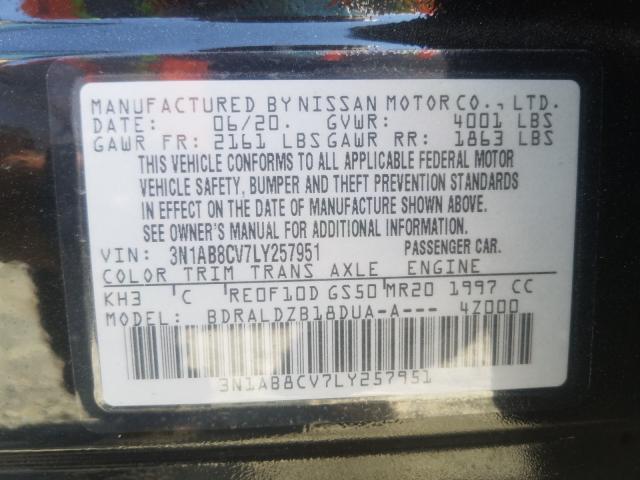 MANUFACTURED BY NISSAN MOTOR CO., LTD.
DATE: 06/20. GVWR: 4001 LBS
GAWR FR: 2161 LBS GAWR RR: 1863 LBS
THIS VEHICLE CONFORMS TO ALL APPLICABLE FEDERAL MOTOR
VEHICLE SAFETY, BUMPER AND THEFT PREVENTION STANDARDS
IN EFFECT ON THE DATE OF MANUFACTURE SHOWN ABOVE.
SEE OWNER'S MANUAL FOR ADDITIONAL INFORMATION.
VIN: 3N1AB8CV7LY257951 PASSENGER CAR.
COLOR TRIM TRANS AXLE ENGINE
KH3 C RE0F10D GS50 MR20 1997 CC
MODEL: BDRALDZB18DUA-A--- 4Z000
3N1AB8CV7LY257951